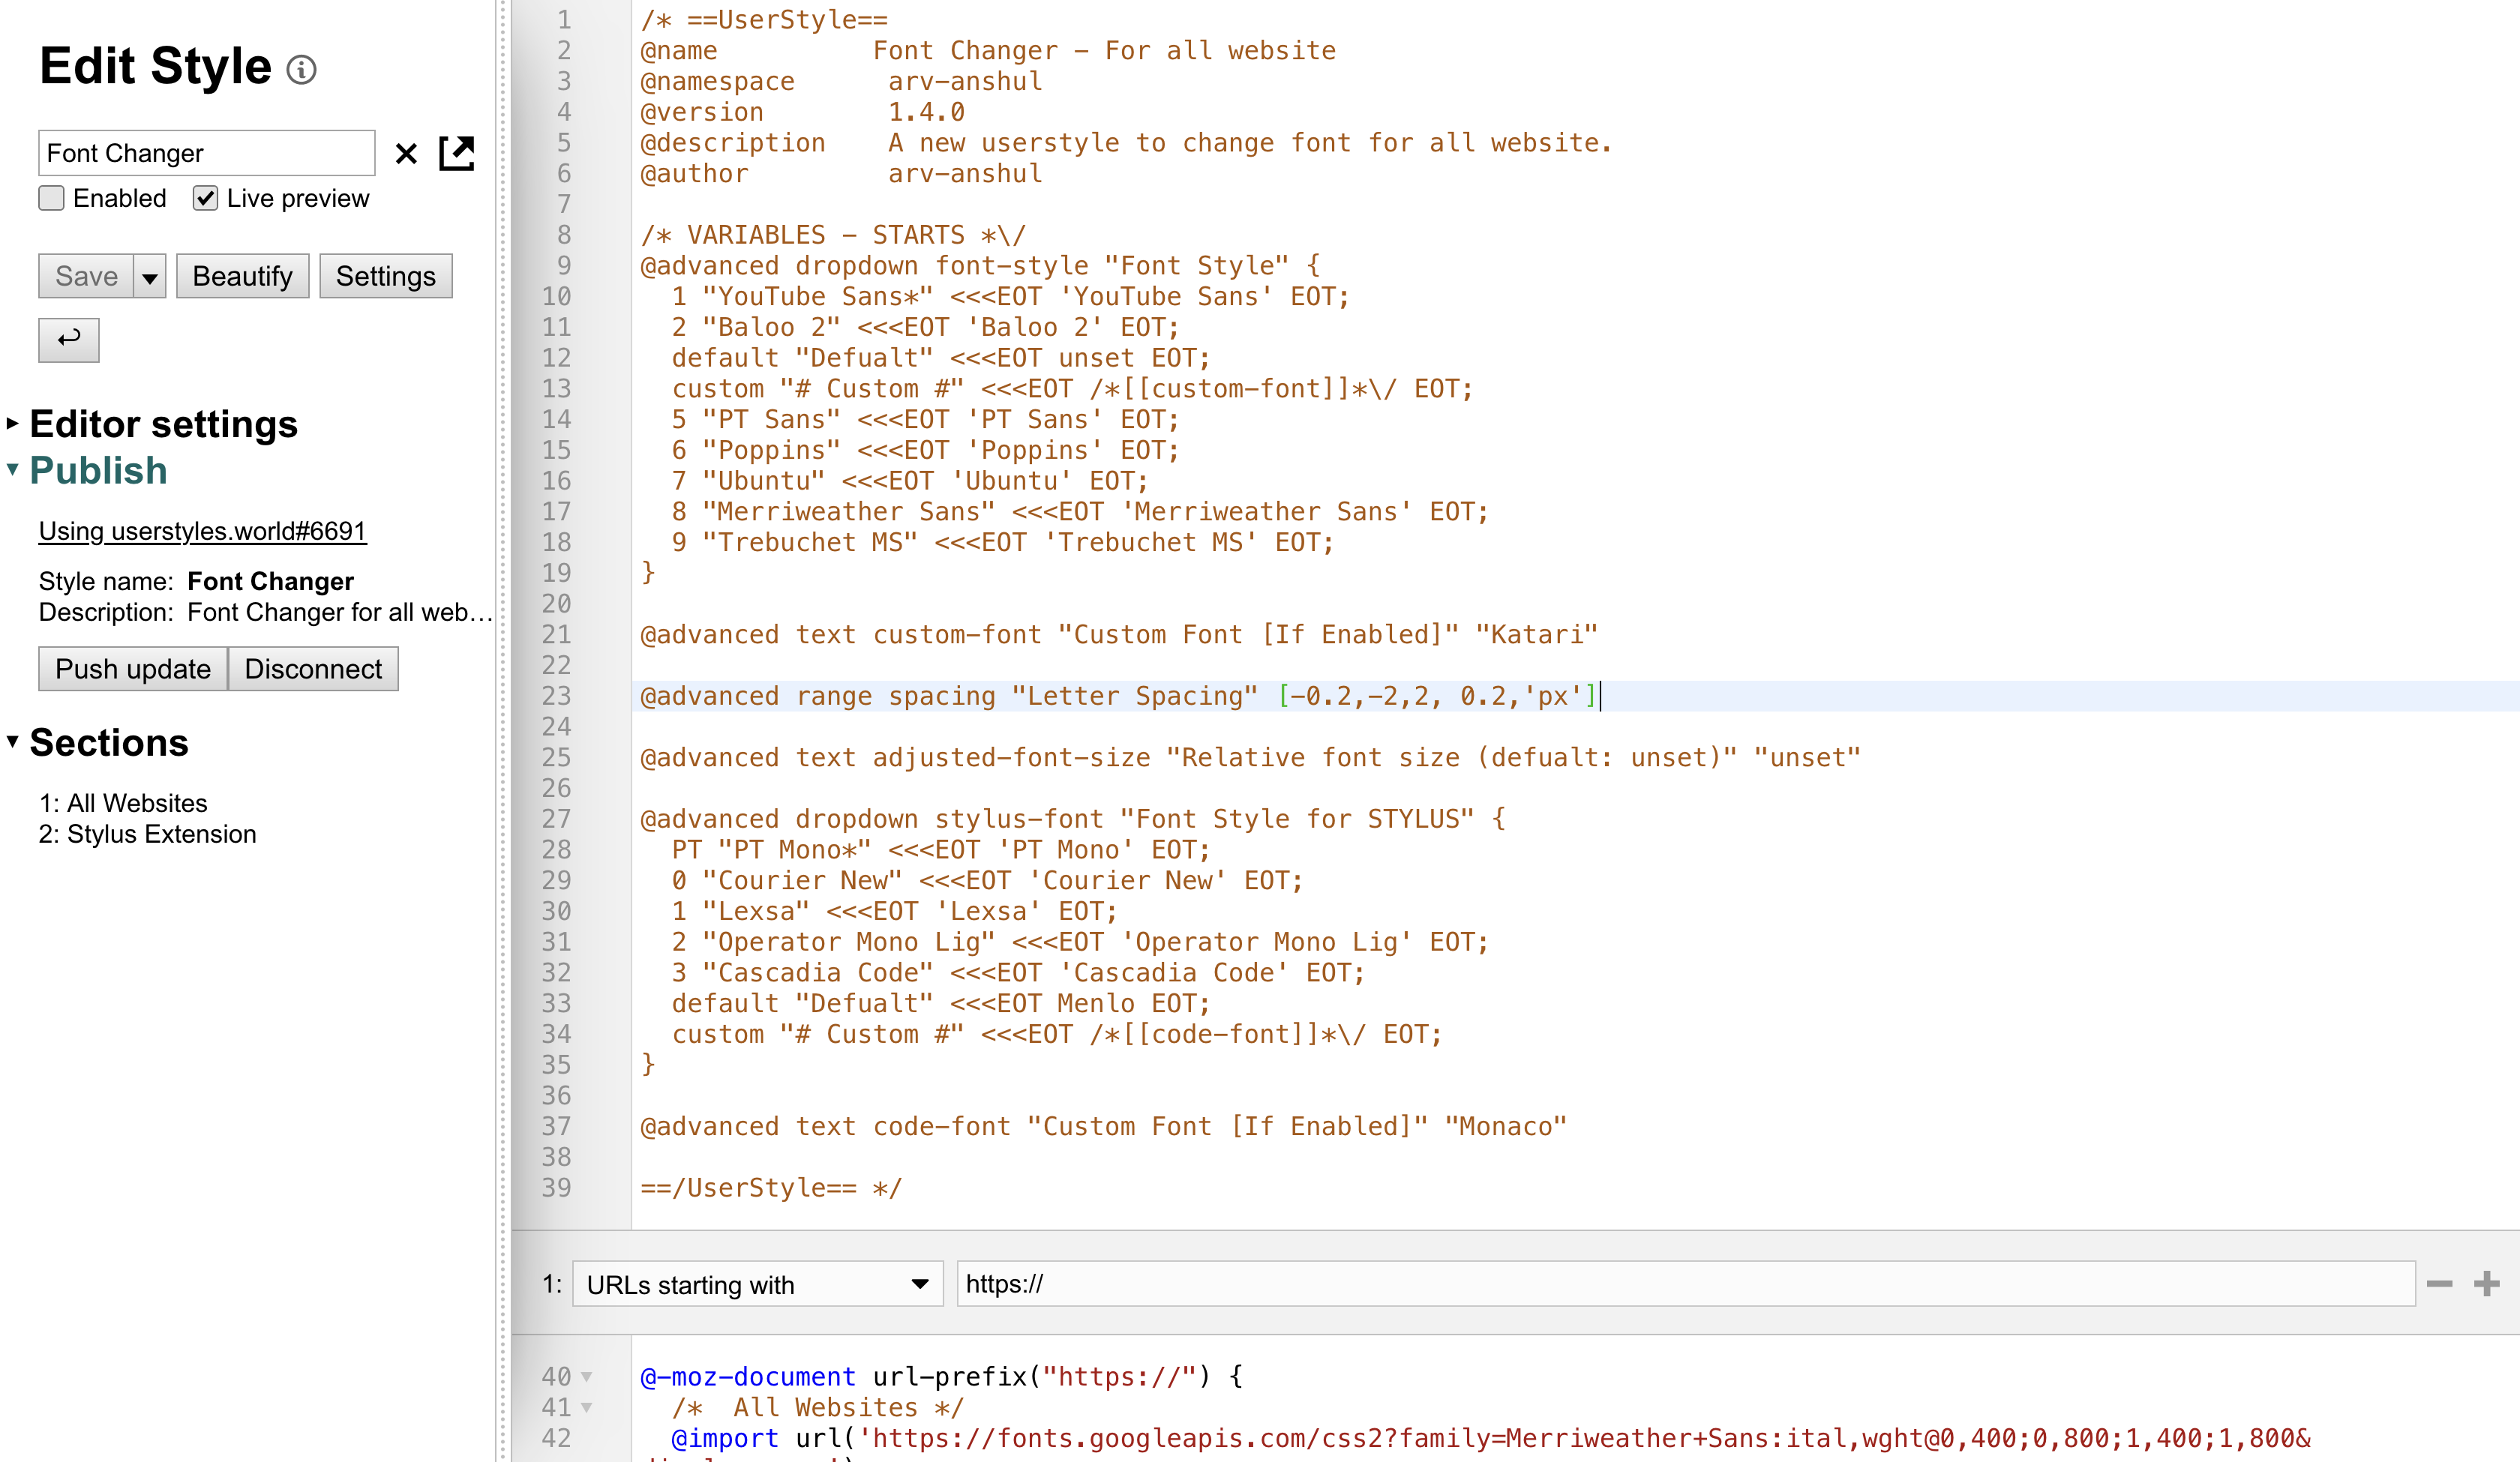 Edit Style
Font Changer
Enabled
Live preview
Save
Beautify
Settings
Editor settings
Publish
Using userstyles.world#6691
Style name: Font Changer
Description: Font Changer for all web...
Push update
Disconnect
Sections
1: All Websites
2: Stylus Extension
1 /* ==UserStyle==
2 @name          Font Changer - For all website
3 @namespace      arv-anshul
4 @version        1.4.0
5 @description    A new userstyle to change font for all website.
6 @author         arv-anshul
7
8 /* VARIABLES - STARTS *\/
9 @advanced dropdown font-style "Font Style" {
10   1 "YouTube Sans*" <<<EOT 'YouTube Sans' EOT;
11   2 "Baloo 2" <<<EOT 'Baloo 2' EOT;
12   default "Defualt" <<<EOT unset EOT;
13   custom "# Custom #" <<<EOT /*[[custom-font]]*\/ EOT;
14   5 "PT Sans" <<<EOT 'PT Sans' EOT;
15   6 "Poppins" <<<EOT 'Poppins' EOT;
16   7 "Ubuntu" <<<EOT 'Ubuntu' EOT;
17   8 "Merriweather Sans" <<<EOT 'Merriweather Sans' EOT;
18   9 "Trebuchet MS" <<<EOT 'Trebuchet MS' EOT;
19 }
20
21 @advanced text custom-font "Custom Font [If Enabled]" "Katari"
22
23 @advanced range spacing "Letter Spacing" [-0.2,-2,2, 0.2,'px']
24
25 @advanced text adjusted-font-size "Relative font size (defualt: unset)" "unset"
26
27 @advanced dropdown stylus-font "Font Style for STYLUS" {
28   PT "PT Mono*" <<<EOT 'PT Mono' EOT;
29   0 "Courier New" <<<EOT 'Courier New' EOT;
30   1 "Lexsa" <<<EOT 'Lexsa' EOT;
31   2 "Operator Mono Lig" <<<EOT 'Operator Mono Lig' EOT;
32   3 "Cascadia Code" <<<EOT 'Cascadia Code' EOT;
33   default "Defualt" <<<EOT Menlo EOT;
34   custom "# Custom #" <<<EOT /*[[code-font]]*\/ EOT;
35 }
36
37 @advanced text code-font "Custom Font [If Enabled]" "Monaco"
38
39 ==/UserStyle== */
1: URLs starting with https://
40 @-moz-document url-prefix("https://") {
41   /*  All Websites */
42   @import url('https://fonts.googleapis.com/css2?family=Merriweather+Sans:ital,wght@0,400;0,800;1,400;1,800&